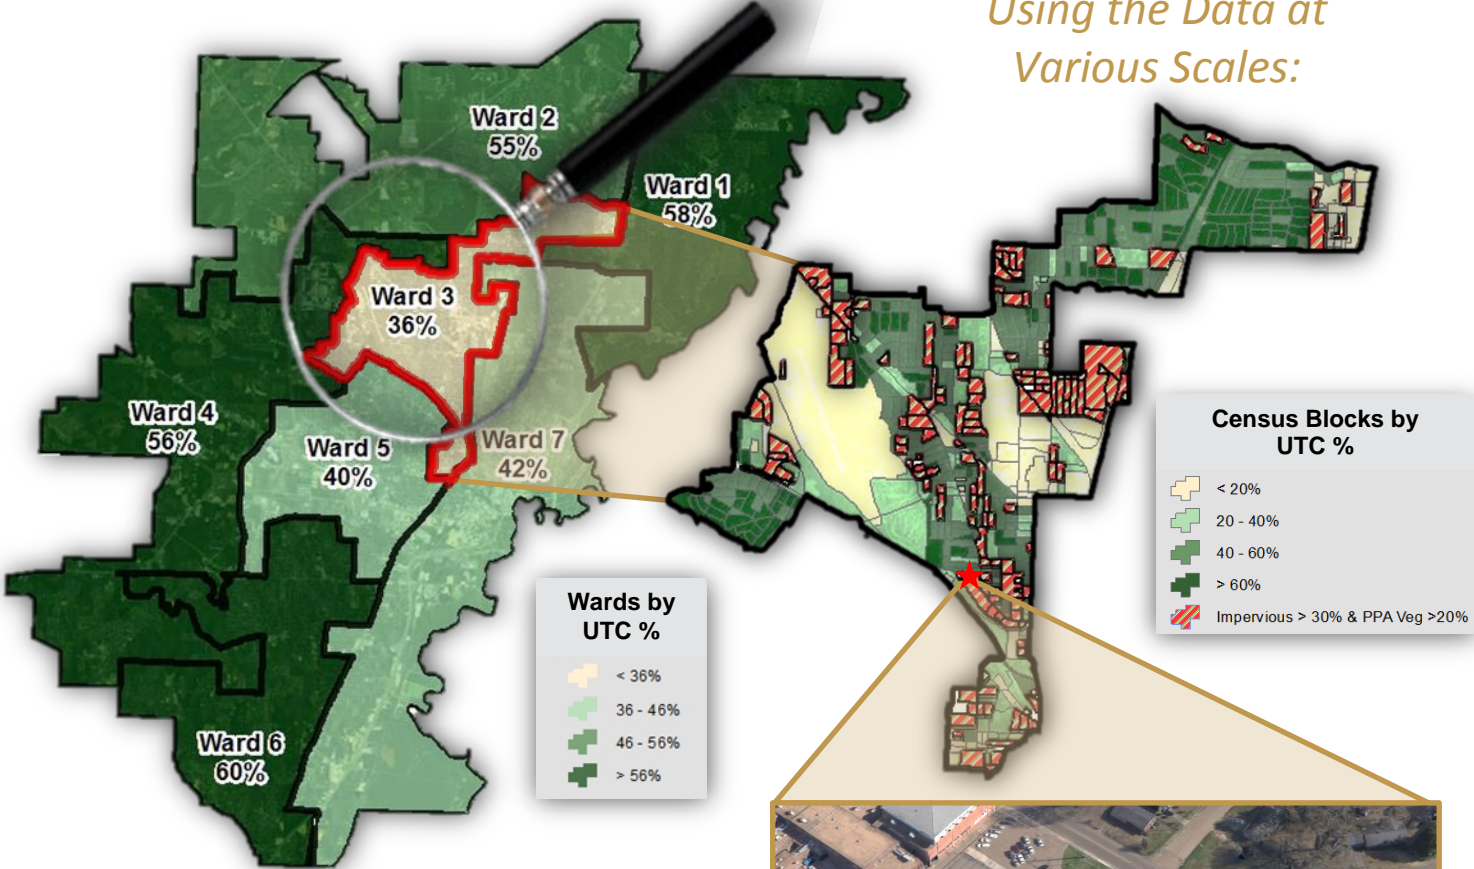 Using the Data at
Various Scales:
Ward 2
55%
Ward 1
58%
Ward 3
36%
Ward 4
56%
Ward 5
40%
Ward 7
42%
Ward 6
60%
Wards by
UTC %
< 36%
36 - 46%
46 - 56%
> 56%
Census Blocks by
UTC %
< 20%
20 - 40%
40 - 60%
> 60%
Impervious > 30% & PPA Veg >20%